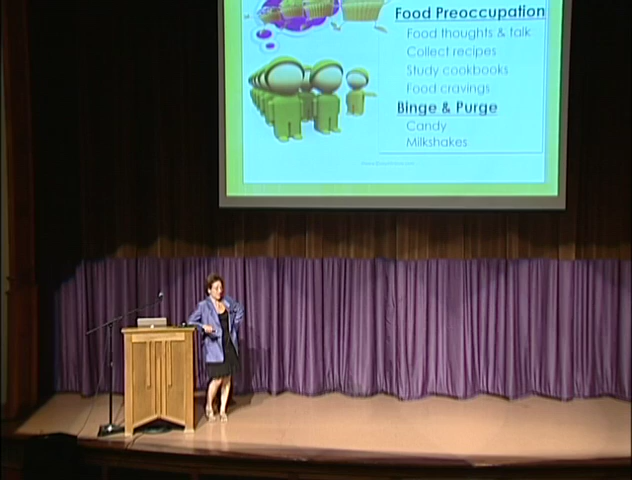 Food Preoccupation
Food thoughts & talk
Collect recipes
Study cookbooks
Food cravings
Binge & Purge
Candy
Milkshakes